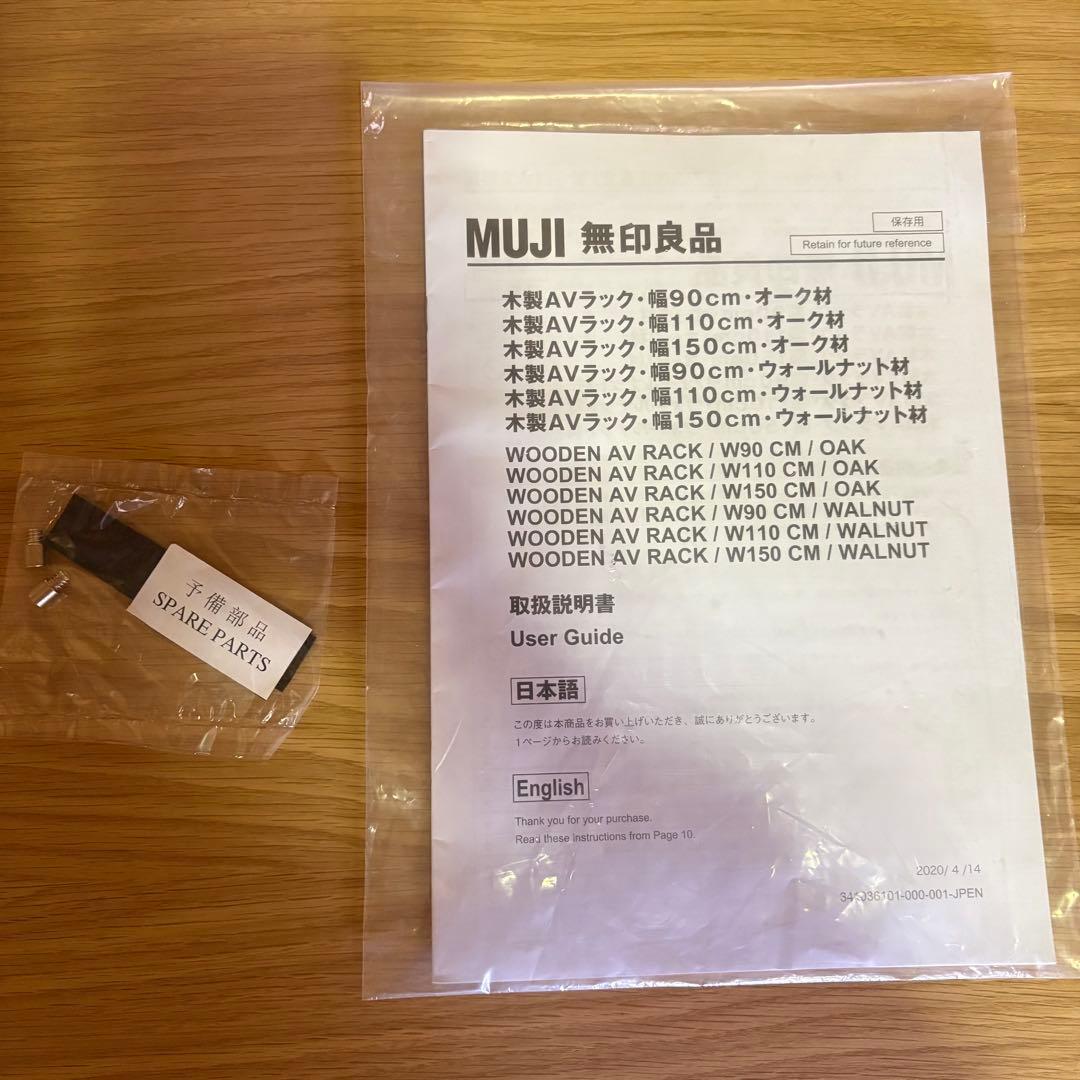 MUJI 無印良品
保存用
Retain for future reference
木製AVラック・幅90cm・オーク材
木製AVラック・幅110cm・オーク材
木製AVラック・幅150cm・オーク材
木製AVラック・幅90cm・ウォールナット材
木製AVラック・幅110cm・ウォールナット材
木製AVラック・幅150cm・ウォールナット材
WOODEN AV RACK / W90 CM / OAK
WOODEN AV RACK / W110 CM / OAK
WOODEN AV RACK / W150 CM / OAK
WOODEN AV RACK / W90 CM / WALNUT
WOODEN AV RACK / W110 CM / WALNUT
WOODEN AV RACK / W150 CM / WALNUT
取扱説明書
User Guide
日本語
この度は本商品をお買い上げいただき、誠にありがとうございます。
1ページからお読みください。
English
Thank you for your purchase.
Read these instructions from Page 10.
2020/ 4 /14
予備部品
SPARE PARTS